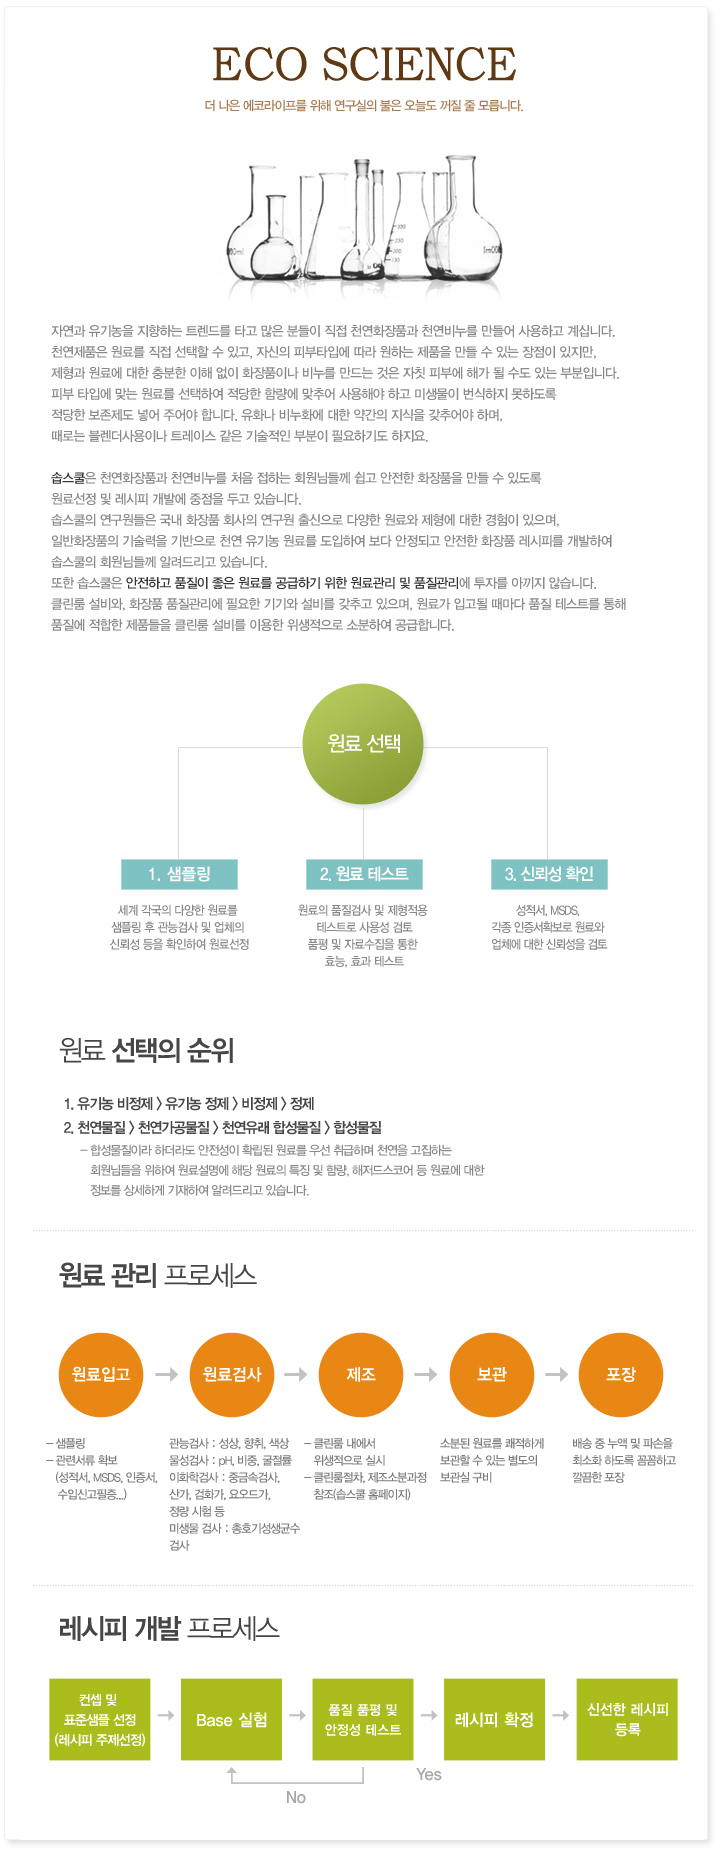 ECO SCIENCE
더 나은 에코라이프를 위해 연구실의 불은 오늘도 꺼질 줄 모릅니다.
자연과 유기농을 지향하는 트렌드를 타고 많은 분들이 직접 천연화장품과 천연비누를 만들어 사용하고 계십니다.
천연제품은 원료를 직접 선택할 수 있고, 자신의 피부타입에 따라 원하는 제품을 만들 수 있는 장점이 있지만,
제형과 원료에 대한 충분한 이해 없이 화장품이나 비누를 만드는 것은 자칫 피부에 해가 될 수도 있는 부분입니다.
피부 타입에 맞는 원료를 선택하여 적당한 함량에 맞추어 사용해야 하고 미생물이 번식하지 못하도록
적당한 보존제도 넣어 주어야 합니다. 유화나 비누화에 대한 약간의 지식을 갖추어야 하며,
때로는 블렌더사용이나 트레이스 같은 기술적인 부분이 필요하기도 하지요.
솝스쿨은 천연화장품과 천연비누를 처음 접하는 회원님들께 쉽고 안전한 화장품을 만들 수 있도록
원료선정 및 레시피 개발에 중점을 두고 있습니다.
솝스쿨의 연구원들은 국내 화장품 회사의 연구원 출신으로 다양한 원료와 제형에 대한 경험이 있으며,
일반화장품의 기술력을 기반으로 천연 유기농 원료를 도입하여 보다 안정되고 안전한 화장품 레시피를 개발하여
솝스쿨의 회원님들께 알려드리고 있습니다.
또한 솝스쿨은 안전하고 품질이 좋은 원료를 공급하기 위한 원료관리 및 품질관리에 투자를 아끼지 않습니다.
클린룸 설비와, 화장품 품질관리에 필요한 기기와 설비를 갖추고 있으며, 원료가 입고될 때마다 품질 테스트를 통해
품질에 적합한 제품들을 클린룸 설비를 이용한 위생적으로 소분하여 공급합니다.
원료 선택
1. 샘플링
세계 각국의 다양한 원료를
샘플링 후 관능검사 및 업체의
신뢰성 등을 확인하여 원료선정
2. 원료 테스트
원료의 품질검사 및 제형적용
테스트로 사용성 검토
품평 및 자료수집을 통한
효능, 효과 테스트
3. 신뢰성 확인
성적서, MSDS,
각종 인증서확보로 원료와
업체에 대한 신뢰성을 검토
원료 선택의 순위
1. 유기농 비정제 > 유기농 정제 > 비정제 > 정제
2. 천연물질 > 천연가공물질 > 천연유래 합성물질 > 합성물질
– 합성물질이라 하더라도 안전성이 확립된 원료를 우선 취급하며 천연을 고집하는
회원님들을 위하여 원료설명에 해당 원료의 특징 및 함량, 해저드스코어 등 원료에 대한
정보를 상세하게 기재하여 알려드리고 있습니다.
원료 관리 프로세스
원료입고
– 샘플링
– 관련서류 확보
(성적서, MSDS, 인증서,
수입신고필증...)
원료검사
관능검사 : 성상, 향취, 색상
물성검사 : pH, 비중, 굴절률
이화학검사 : 중금속검사,
산가, 검화가, 요오드가,
정량 시험 등
미생물 검사 : 총호기성생균수
검사
제조
– 클린룸 내에서
위생적으로 실시
– 클린룸절차, 제조소분과정
참조(솝스쿨 홈페이지)
보관
소분된 원료를 쾌적하게
보관할 수 있는 별도의
보관실 구비
포장
배송 중 누액 및 파손을
최소화 하도록 꼼꼼하고
깔끔한 포장
레시피 개발 프로세스
컨셉 및
표준샘플 선정
(레시피 주제선정)
Base 실험
품질 품평 및
안정성 테스트
레시피 확정
신선한 레시피
등록
Yes
No